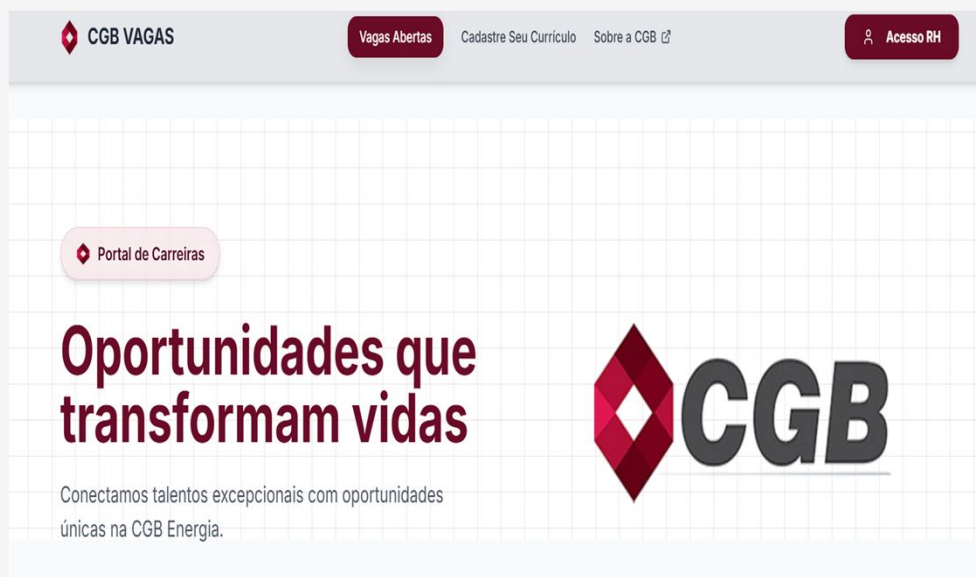 CGB VAGAS
Vagas Abertas
Cadastre Seu Currículo
Sobre a CGB
Acesso RH
Portal de Carreiras
Oportunidades que
transformam vidas
CGB
Conectamos talentos excepcionais com oportunidades
únicas na CGB Energia.